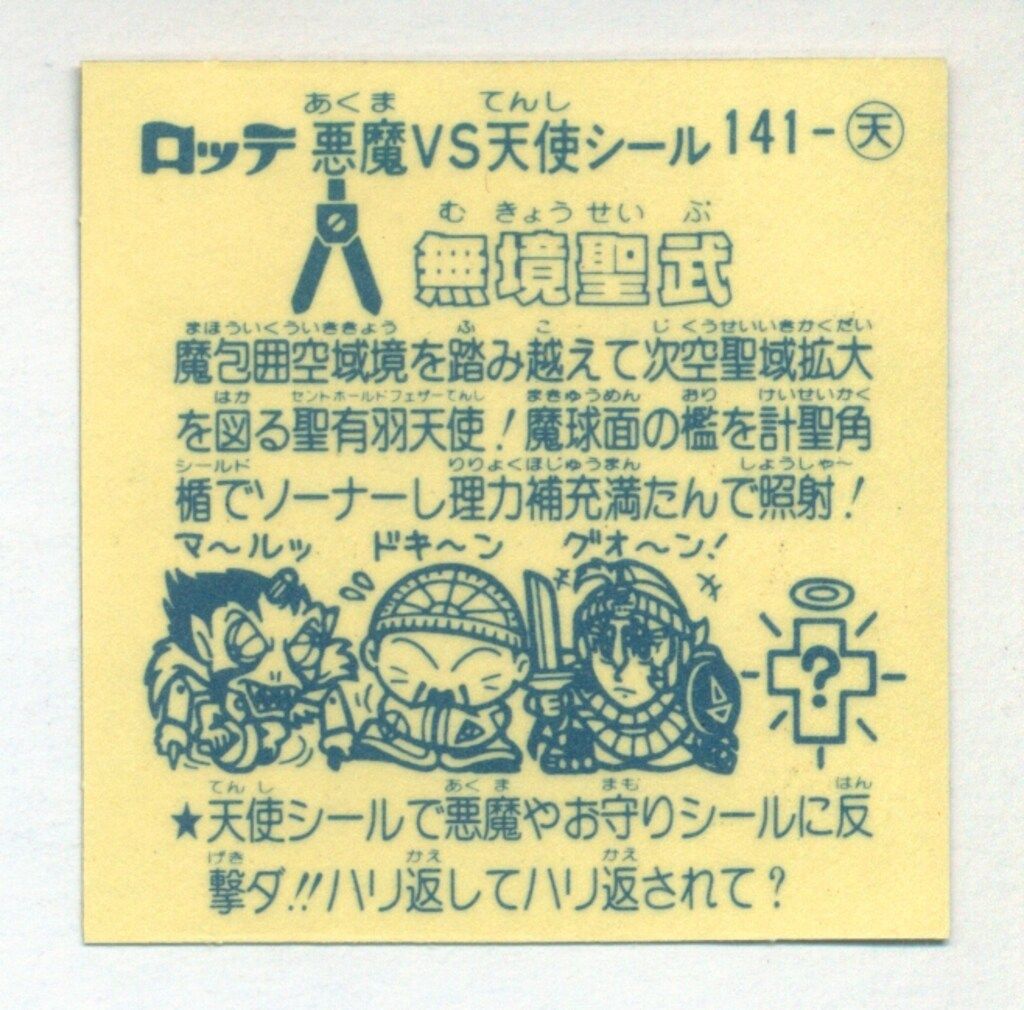 ロッテ 悪魔VS天使シール 141-天
あくま てんし
無境聖武
むきょうせいぶ
まほういくういききょう ふ こ じくうせいいきかくだい
魔包囲空域境を踏み越えて次空聖域拡大
はか セントホールドフェザーてんし まきゅうめん おり けいせいかく
を図る聖有羽天使!魔球面の檻を計聖角
シールド りりょくほじゅうまん しょうしゃ〜
楯でソーナーし理力補充満たんで照射!
マ〜ルッ ドキ〜ン グオ〜ン!
?
てんし あくま まも はん
★天使シールで悪魔やお守りシールに反
げき かえ かえ
撃ダ!!ハリ返してハリ返されて?